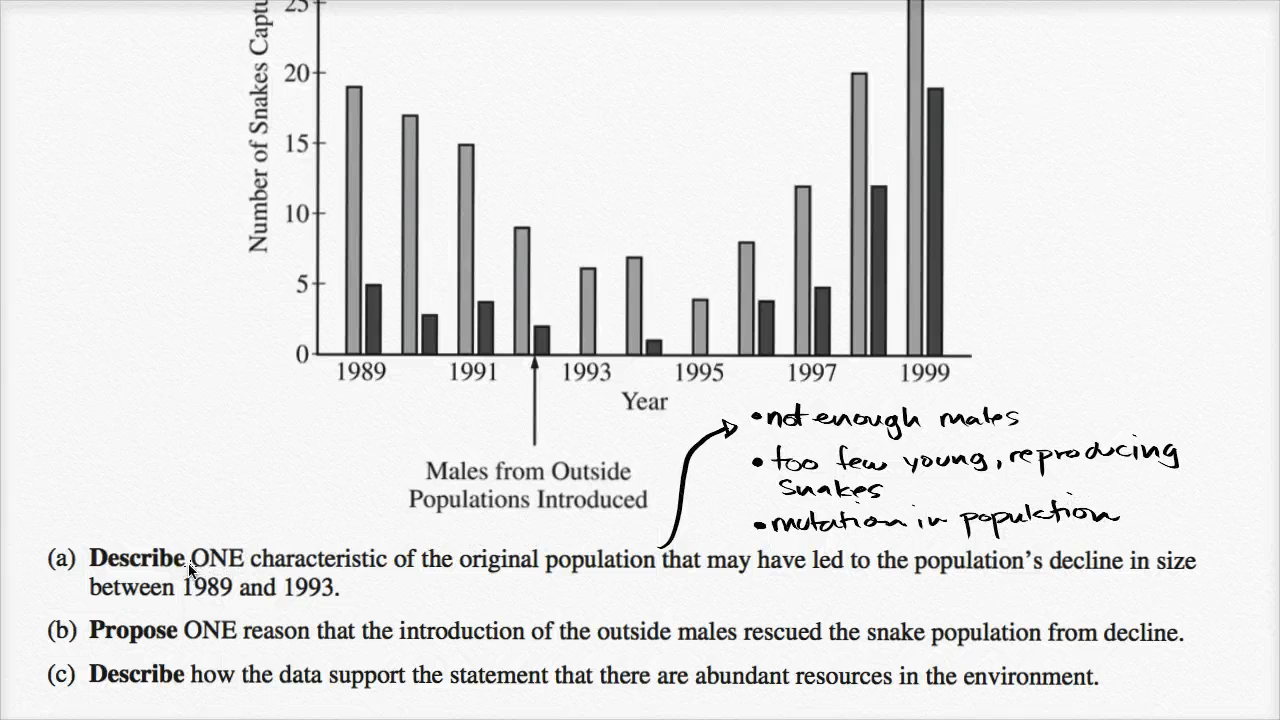 Number of Snakes Captu
25
20
15
10
5
0
1989
1991
1993
1995
1997
1999
Year
Males from Outside
Populations Introduced
• not enough males
• too few young, reproducing
snakes
• mutation in population
(a) Describe ONE characteristic of the original population that may have led to the population's decline in size
between 1989 and 1993.
(b) Propose ONE reason that the introduction of the outside males rescued the snake population from decline.
(c) Describe how the data support the statement that there are abundant resources in the environment.